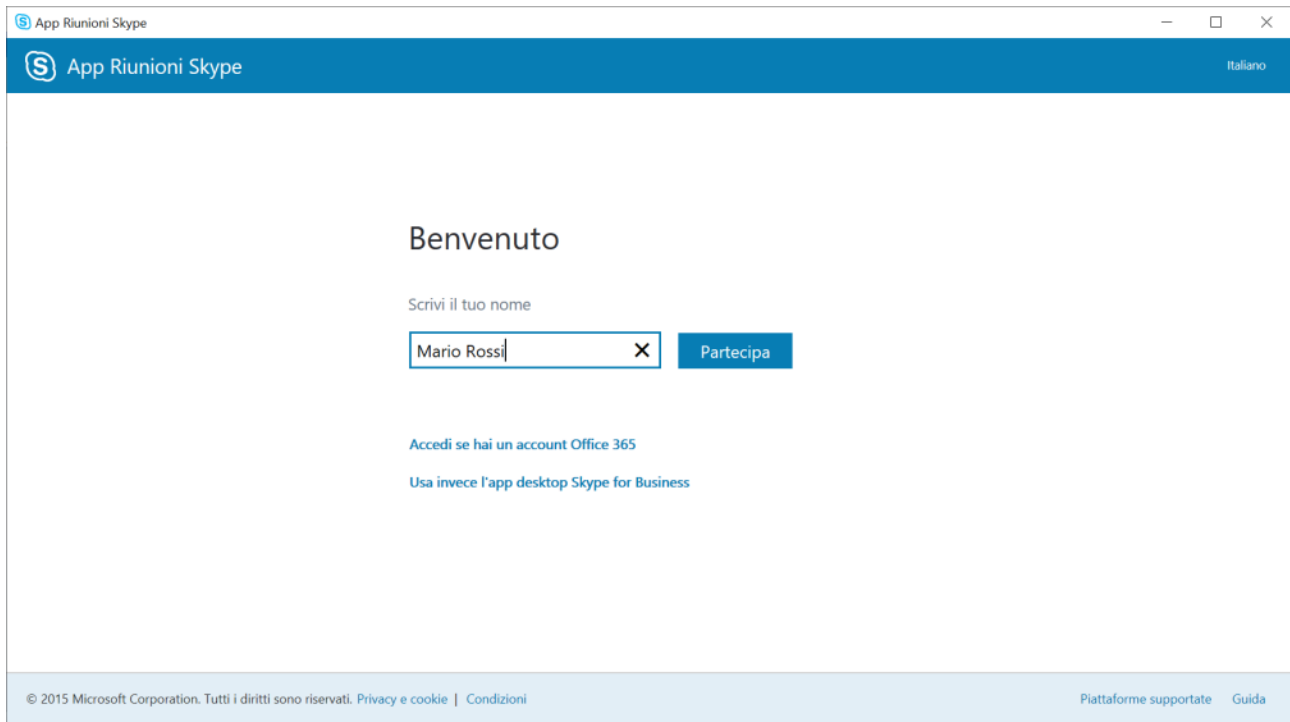 App Riunioni Skype
App Riunioni Skype
Italiano
Benvenuto
Scrivi il tuo nome
Mario Rossi
Partecipa
Accedi se hai un account Office 365
Usa invece l'app desktop Skype for Business
© 2015 Microsoft Corporation. Tutti i diritti sono riservati. Privacy e cookie | Condizioni
Piattaforme supportate Guida